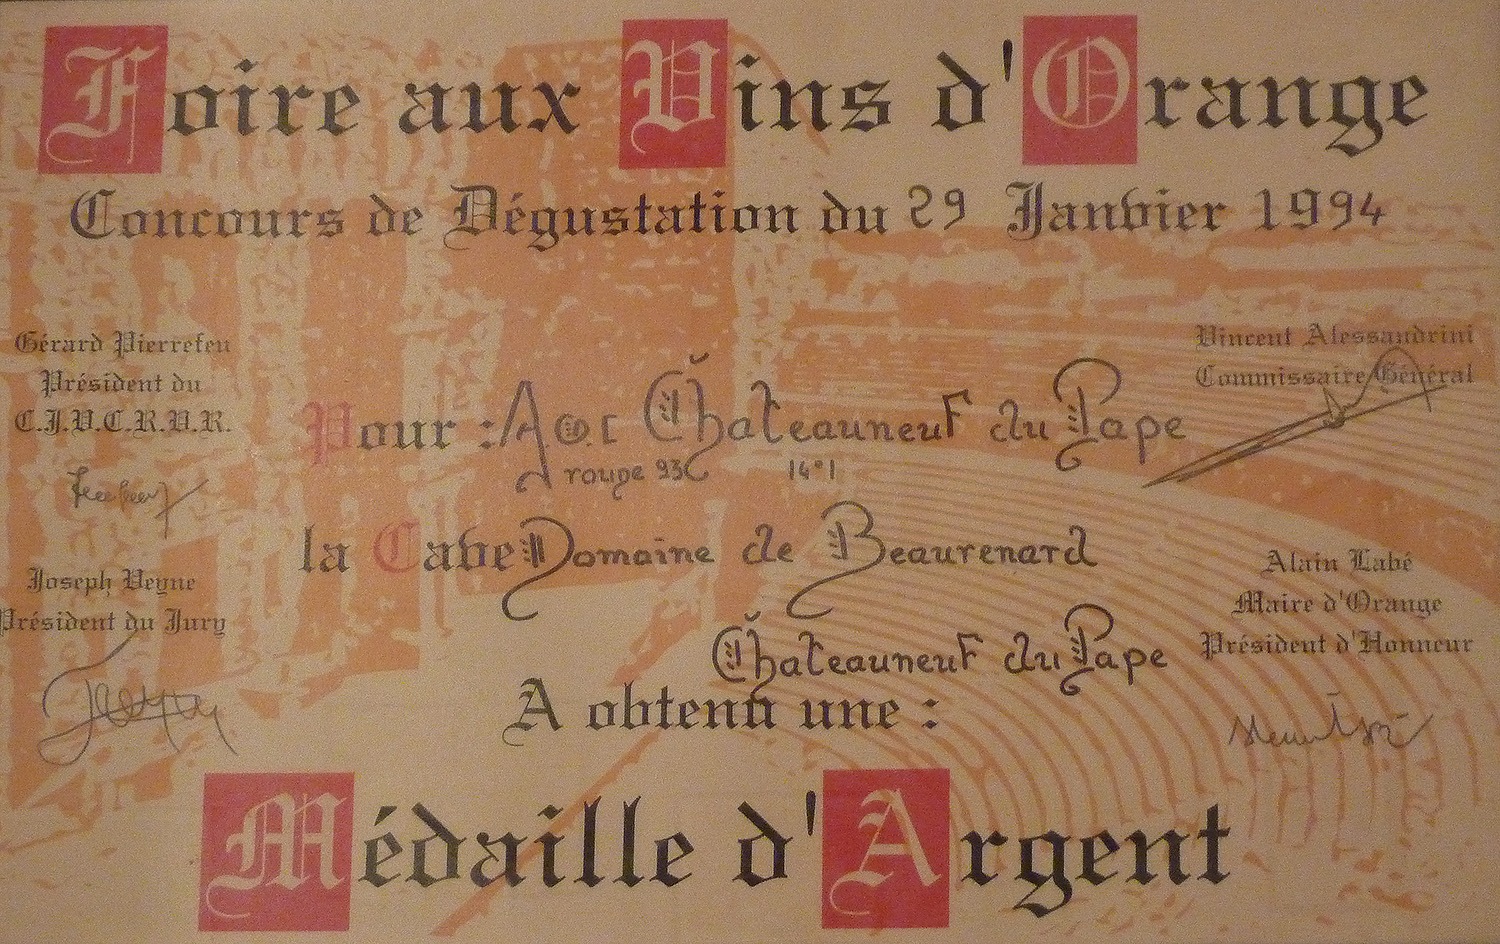 Foire aux Vins d'Orange
Concours de Dégustation du 29 Janvier 1994
Gérard Pierrefeu
Président du
C.I.V.C.R.V.R.
Vincent Alessandrini
Commissaire Général
Pour : AOC Chateauneuf du Pape
rouge 93 14°1
la Cave Domaine de Beaurenard
Chateauneuf du Pape
Joseph Veyne
Président du Jury
Alain Labé
Maire d'Orange
Président d'Honneur
A obtenu une :
Médaille d'Argent